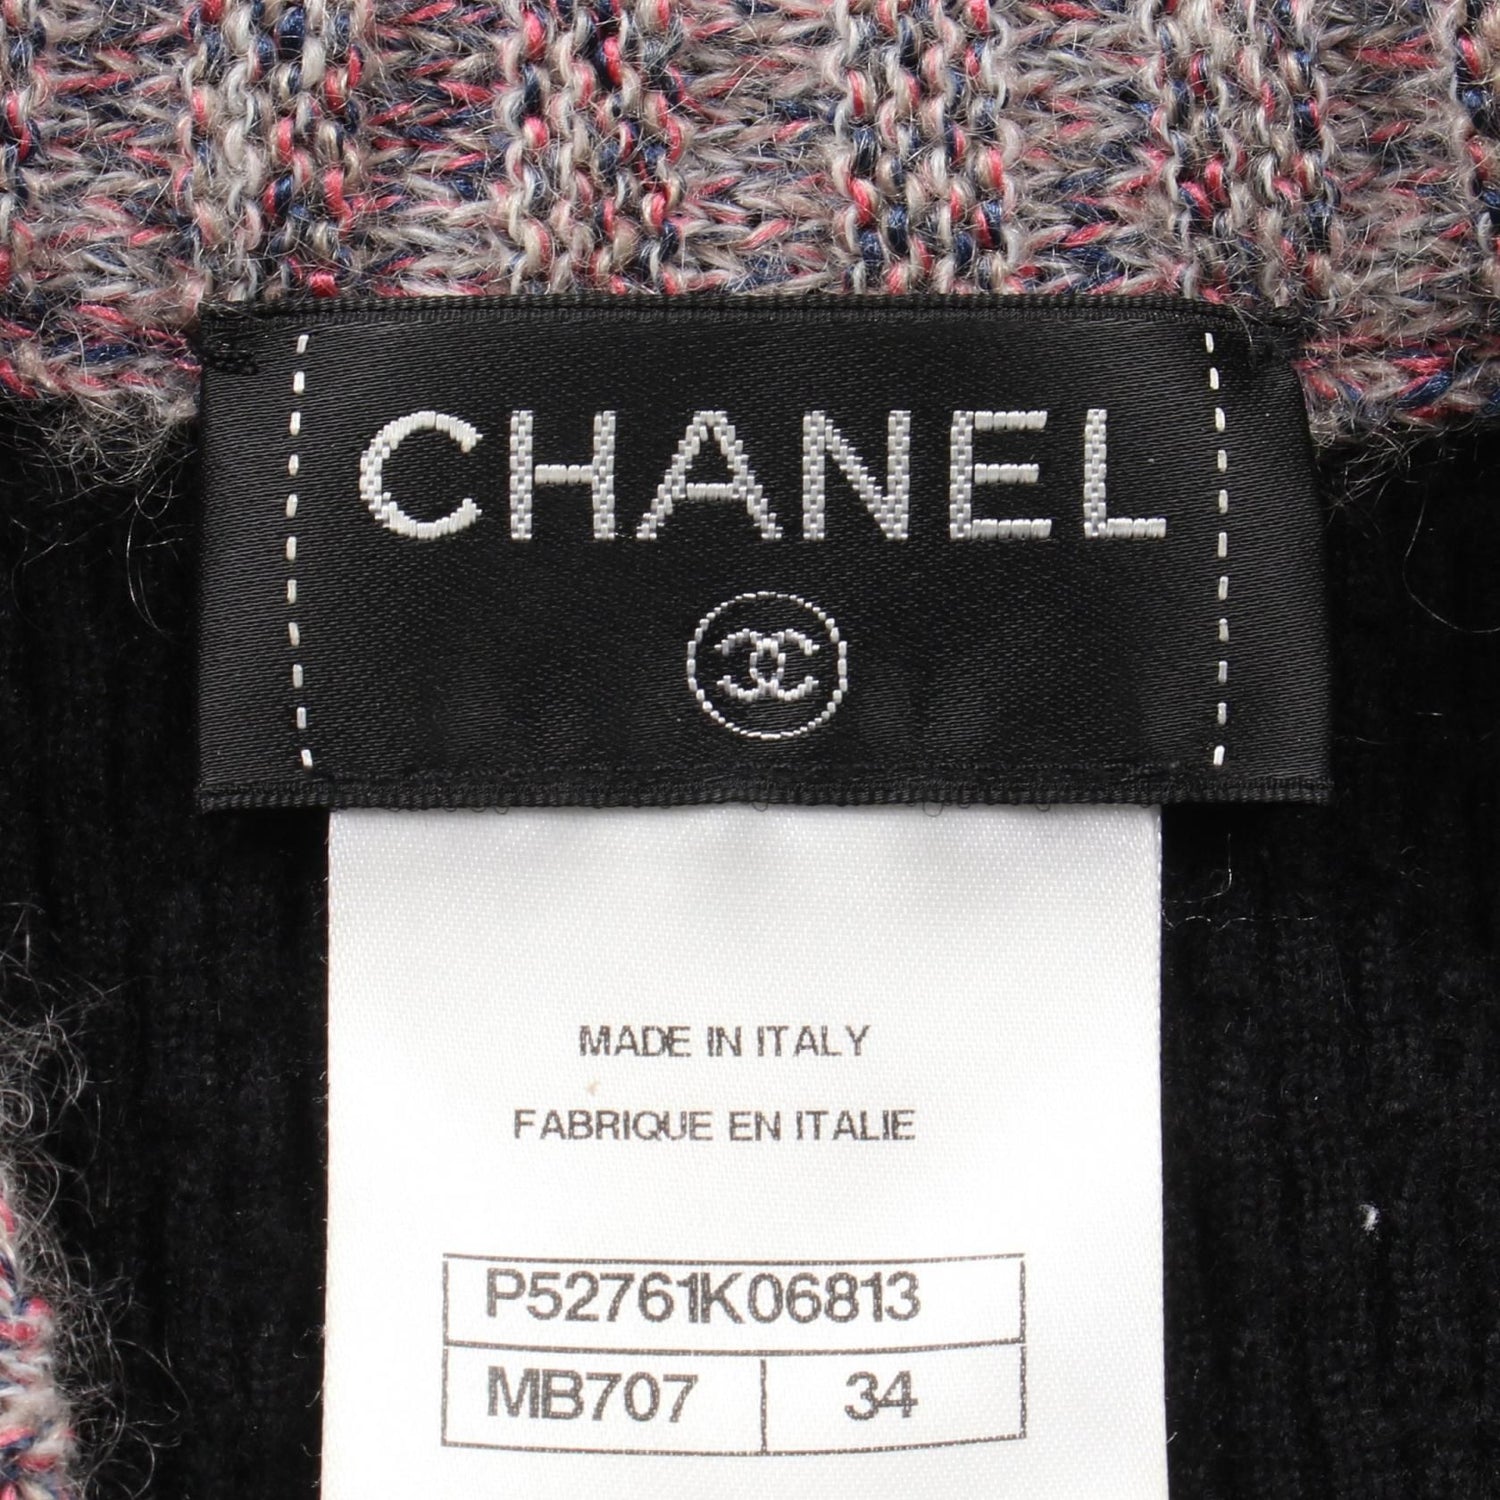 CHANEL
MADE IN ITALY
FABRIQUE EN ITALIE
P52761K06813
MB707 34